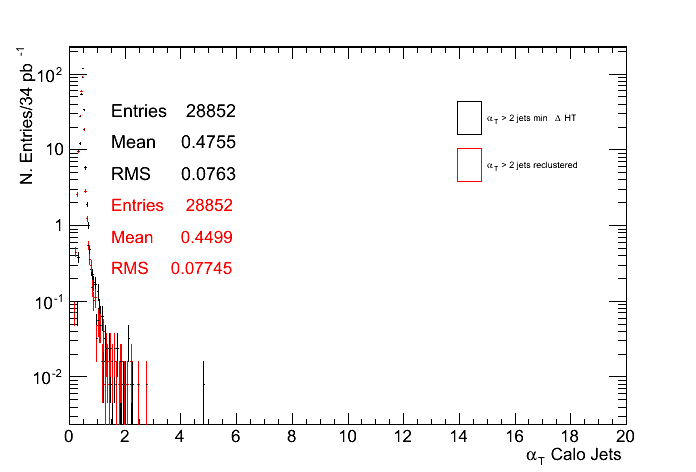 N. Entries/34 pb⁻¹
10²
10
1
10⁻¹
10⁻²
Entries 28852
Mean 0.4755
RMS 0.0763
Entries 28852
Mean 0.4499
RMS 0.07745
α_T > 2 jets min Δ HT
α_T > 2 jets reclustered
0 2 4 6 8 10 12 14 16 18 20
α_T Calo Jets